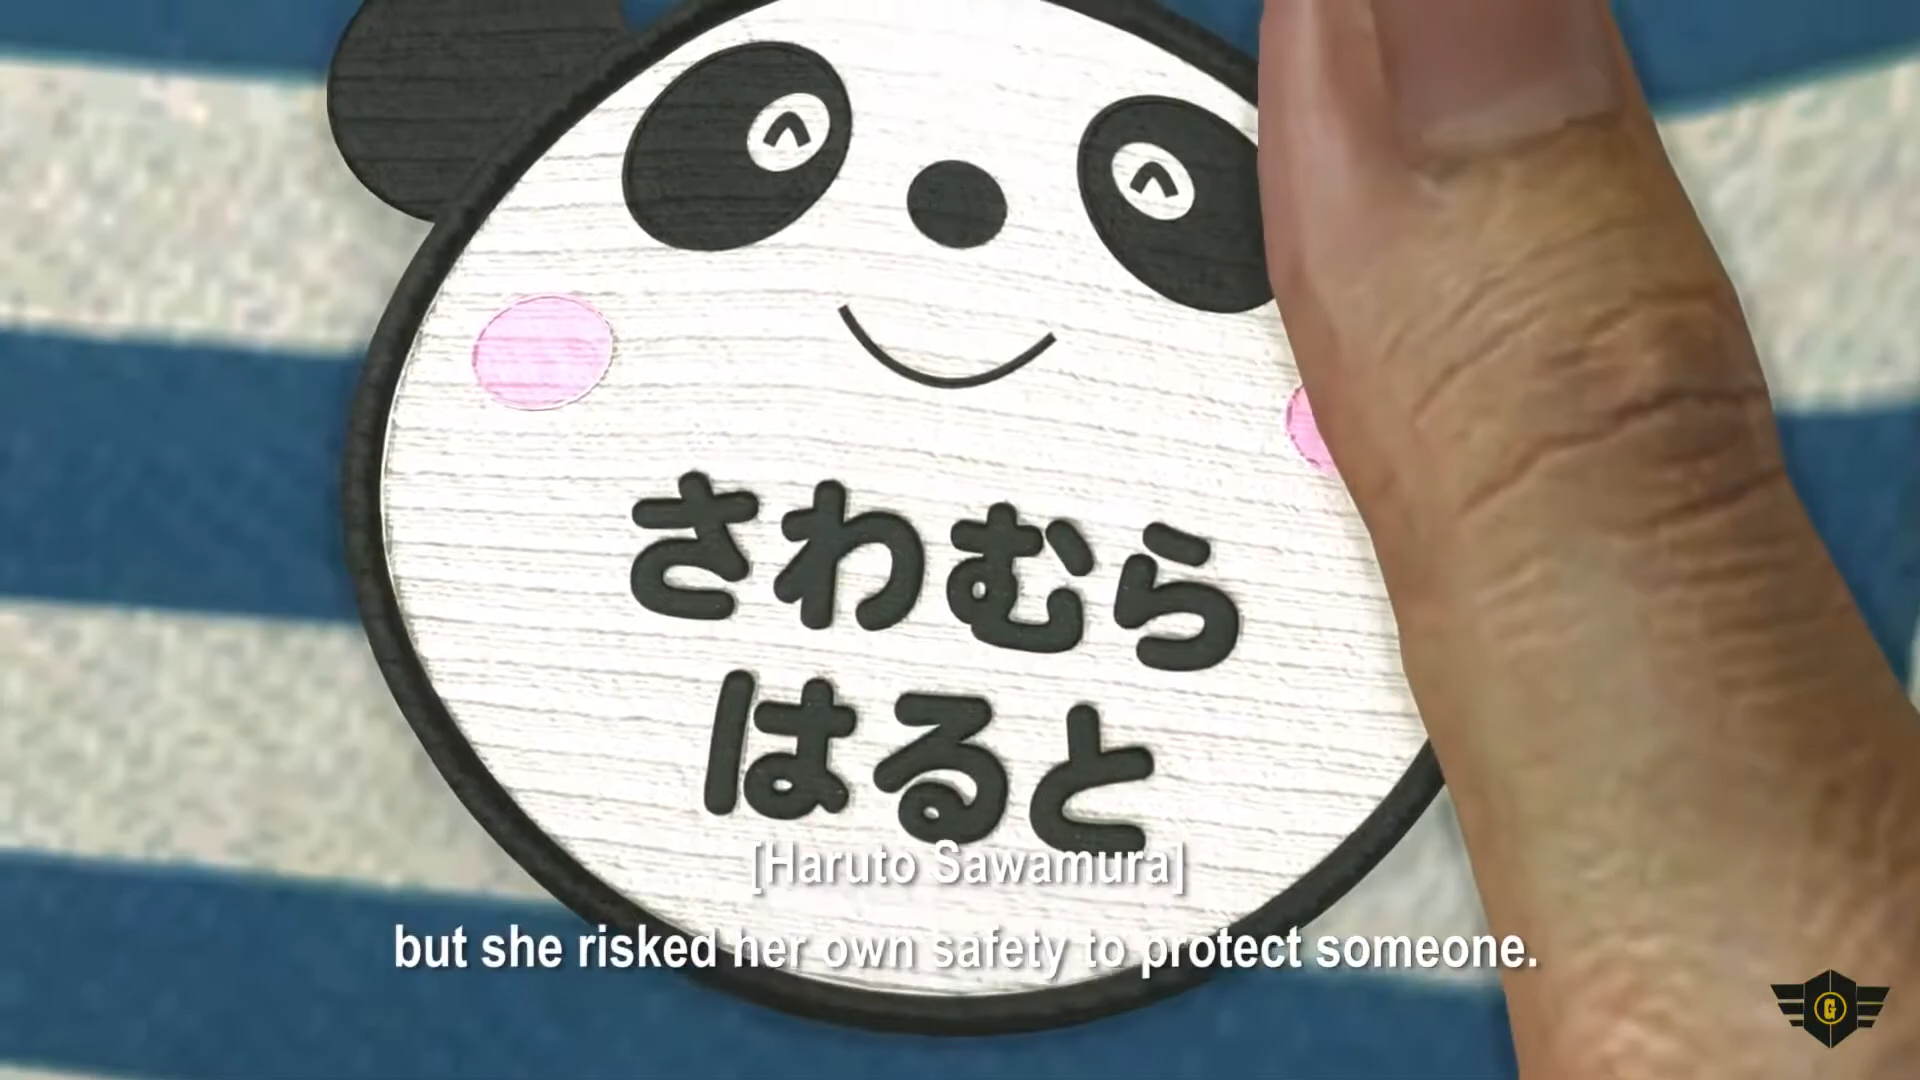 さわむら
はると
[Haruto Sawamura]
but she risked her own safety to protect someone.
G